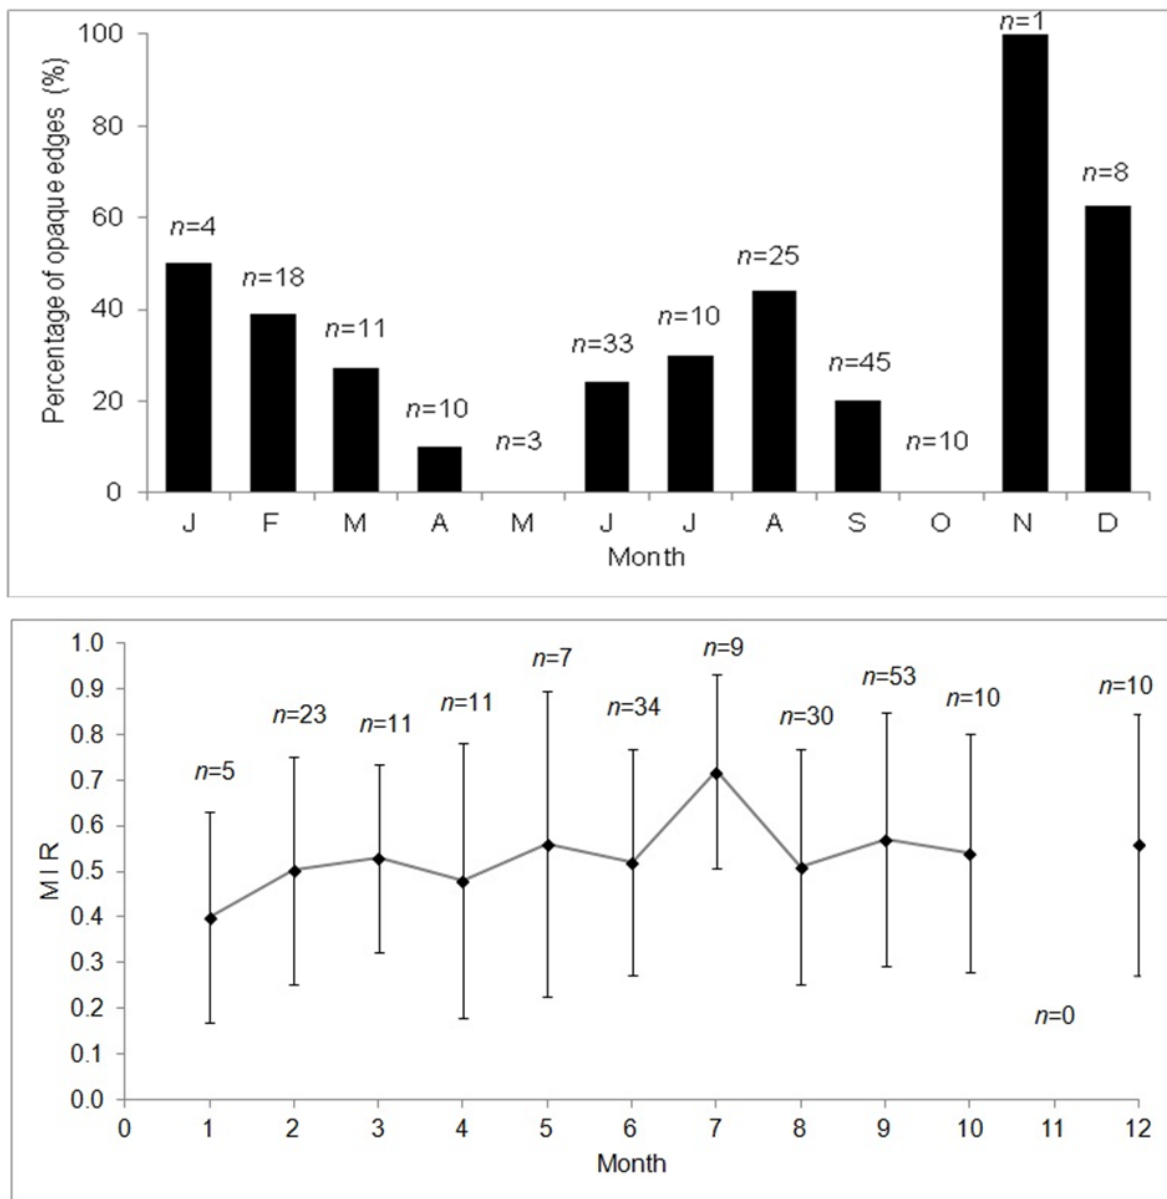 Percentage of opaque edges (%)
100
80
60
40
20
0
n=4
n=18
n=11
n=10
n=3
n=33
n=10
n=25
n=45
n=10
n=1
n=8
J F M A M J J A S O N D
Month
MIR
1.0
0.9
0.8
0.7
0.6
0.5
0.4
0.3
0.2
0.1
0.0
n=5
n=23
n=11
n=11
n=7
n=34
n=9
n=30
n=53
n=10
n=0
n=10
0 1 2 3 4 5 6 7 8 9 10 11 12
Month